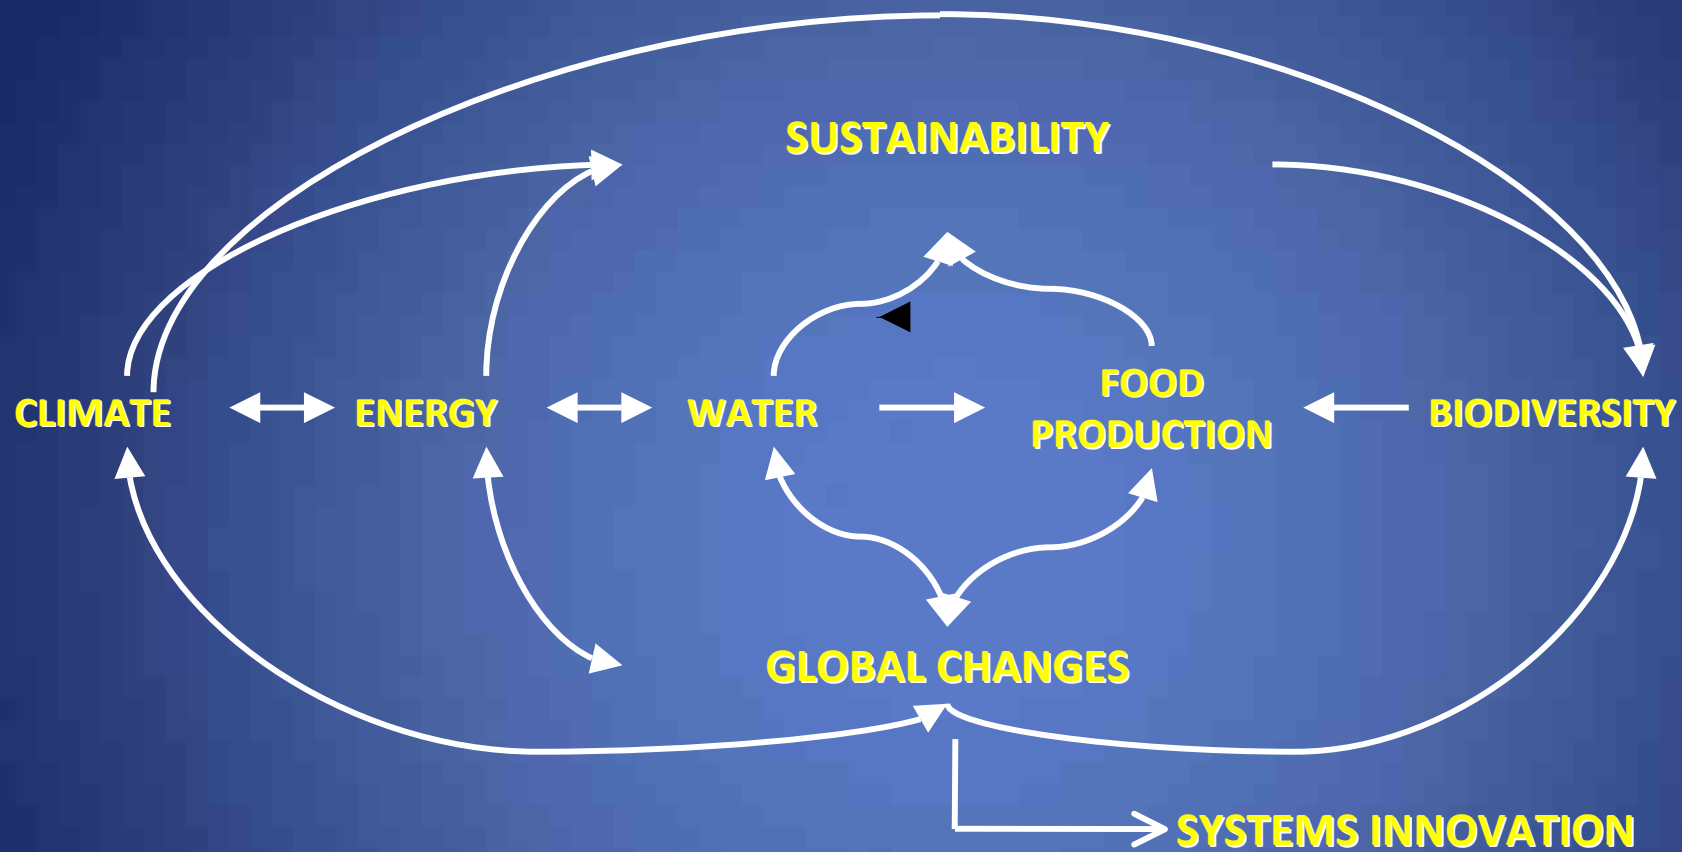 SUSTAINABILITY
CLIMATE
ENERGY
WATER
FOOD
PRODUCTION
BIODIVERSITY
GLOBAL CHANGES
SYSTEMS INNOVATION